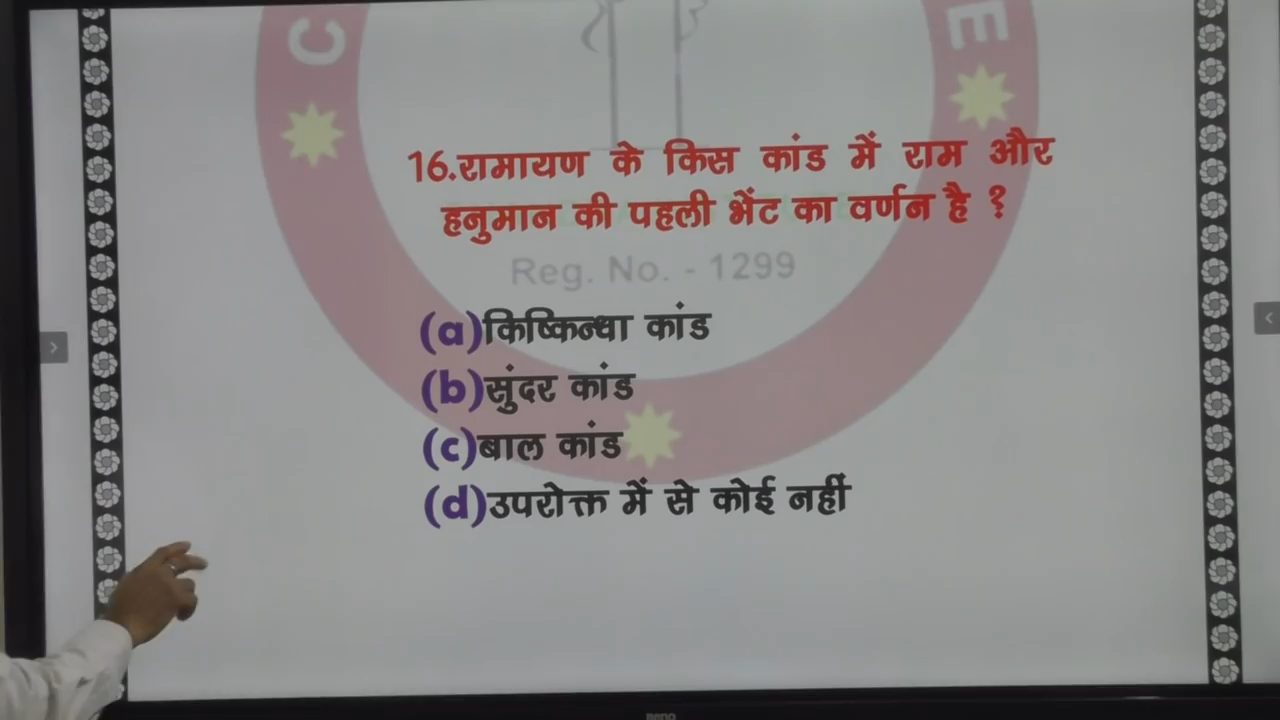 C
E
16.रामायण के किस कांड में राम और
हनुमान की पहली भेंट का वर्णन है ?
Reg. No. - 1299
(a)किष्किन्धा कांड
(b)सुंदर कांड
(c)बाल कांड
(d)उपरोक्त में से कोई नहीं